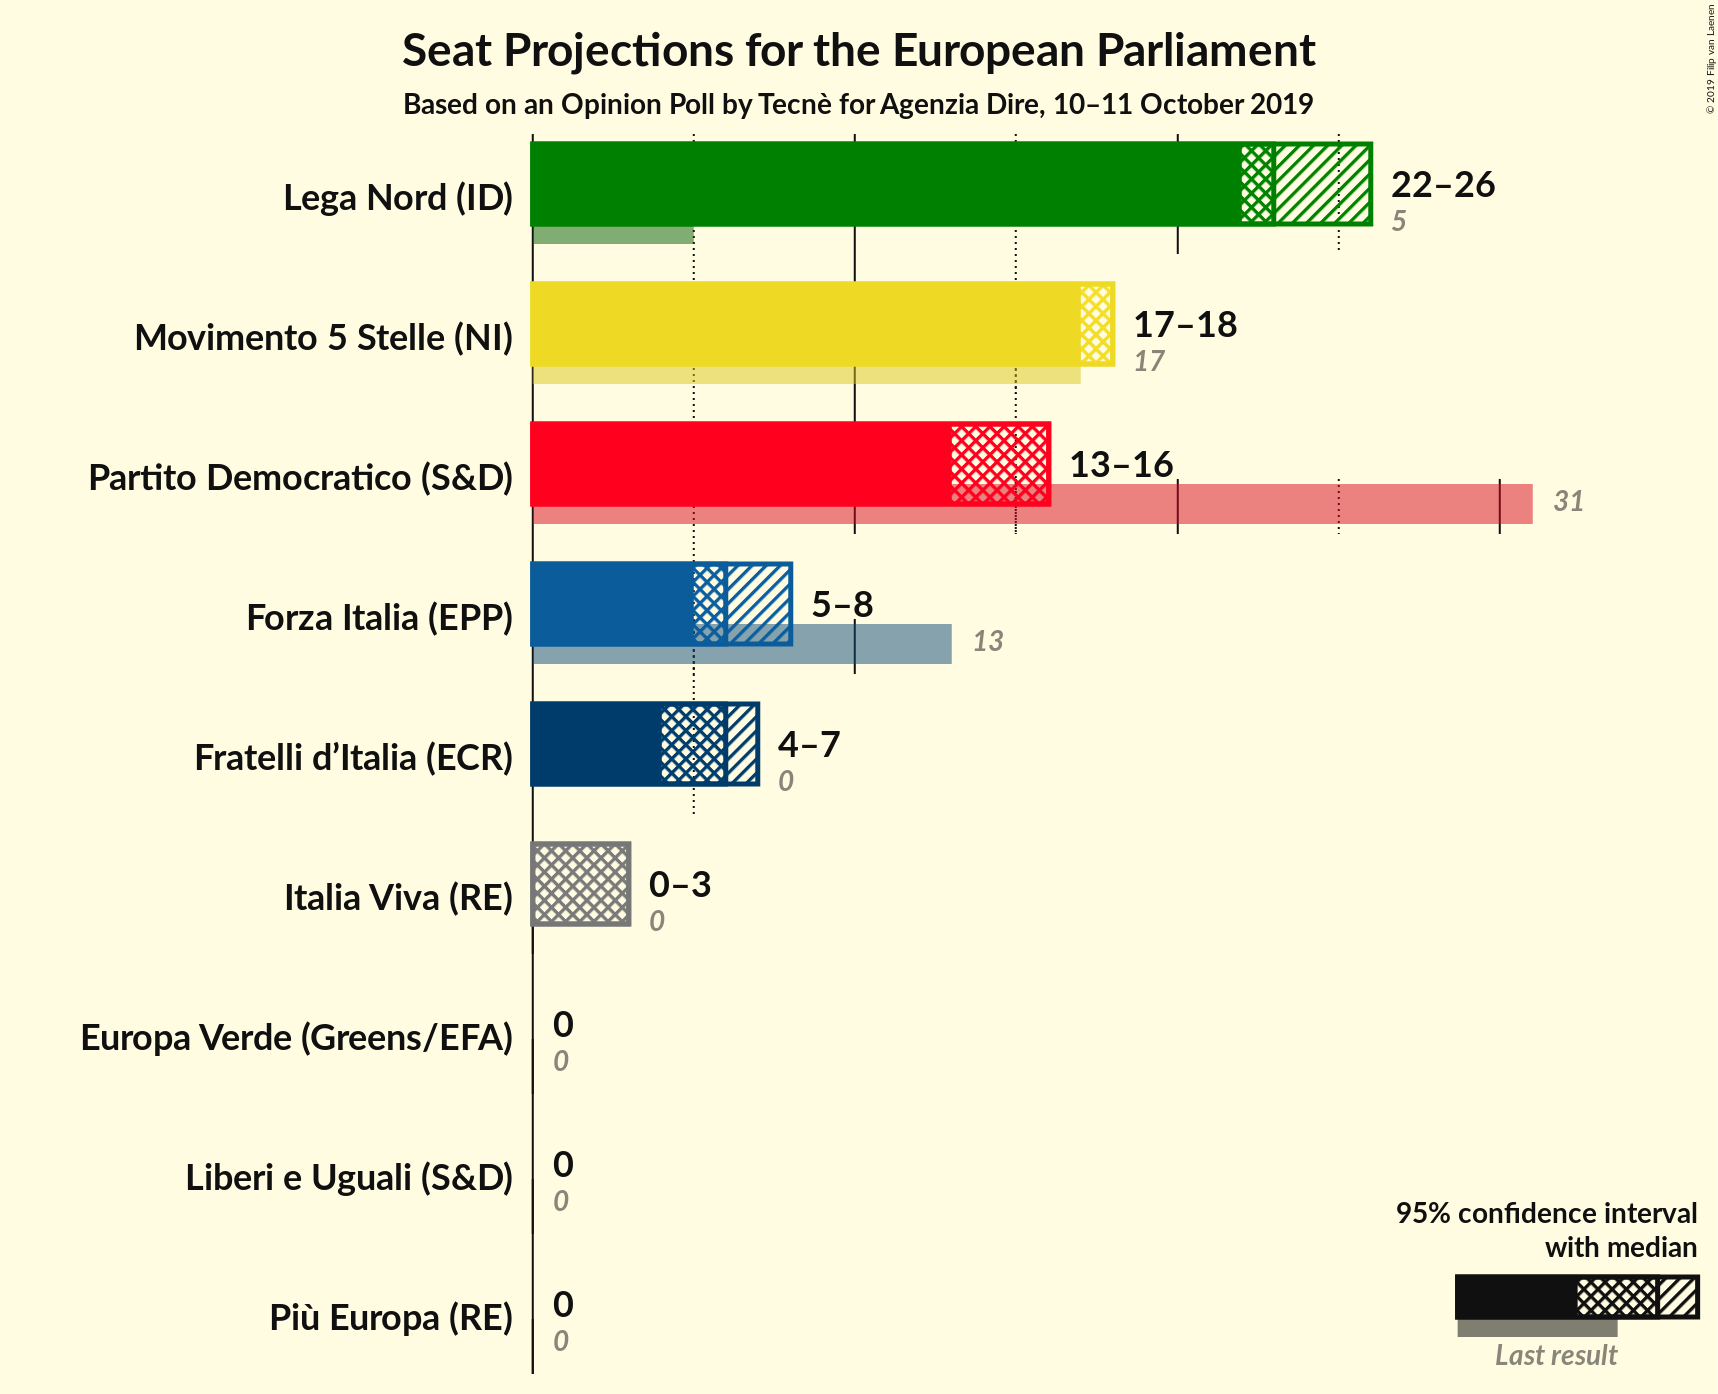 Seat Projections for the European Parliament
Based on an Opinion Poll by Tecnè for Agenzia Dire, 10–11 October 2019
© 2019 Filip van Laenen
Lega Nord (ID)
22–26
5
Movimento 5 Stelle (NI)
17–18
17
Partito Democratico (S&D)
13–16
31
Forza Italia (EPP)
5–8
13
Fratelli d’Italia (ECR)
4–7
0
Italia Viva (RE)
0–3
0
Europa Verde (Greens/EFA)
0
0
Liberi e Uguali (S&D)
0
0
Più Europa (RE)
0
0
95% confidence interval
with median
Last result